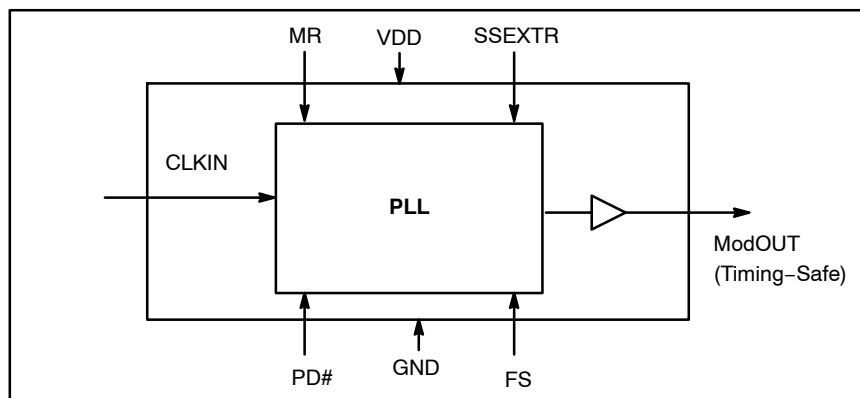 MR
VDD
SSEXTR
CLKIN
PLL
ModOUT
(Timing−Safe)
PD#
GND
FS